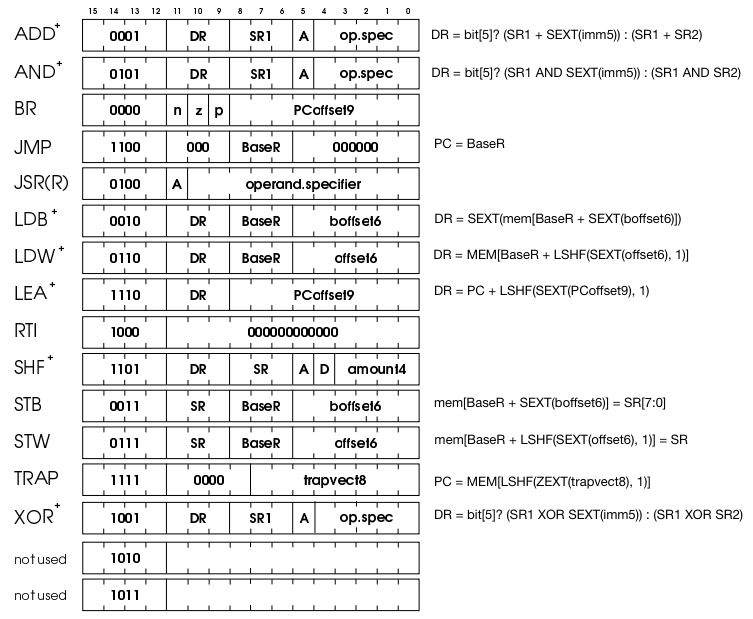 15 14 13 12 11 10 9 8 7 6 5 4 3 2 1 0
ADD+ 0001 DR SR1 A op.spec DR = bit[5]? (SR1 + SEXT(imm5)) : (SR1 + SR2)
AND+ 0101 DR SR1 A op.spec DR = bit[5]? (SR1 AND SEXT(imm5)) : (SR1 AND SR2)
BR 0000 n z p PCoffset9
JMP 1100 000 BaseR 000000 PC = BaseR
JSR(R) 0100 A operand.specifier
LDB+ 0010 DR BaseR boffset6 DR = SEXT(mem[BaseR + SEXT(boffset6)])
LDW+ 0110 DR BaseR offset6 DR = MEM[BaseR + LSHF(SEXT(offset6), 1)]
LEA+ 1110 DR PCoffset9 DR = PC + LSHF(SEXT(PCoffset9), 1)
RTI 1000 000000000000
SHF+ 1101 DR SR A D amount4
STB 0011 SR BaseR boffset6 mem[BaseR + SEXT(boffset6)] = SR[7:0]
STW 0111 SR BaseR offset6 mem[BaseR + LSHF(SEXT(offset6), 1)] = SR
TRAP 1111 0000 trapvect8 PC = MEM[LSHF(ZEXT(trapvect8), 1)]
XOR+ 1001 DR SR1 A op.spec DR = bit[5]? (SR1 XOR SEXT(imm5)) : (SR1 XOR SR2)
not used 1010
not used 1011